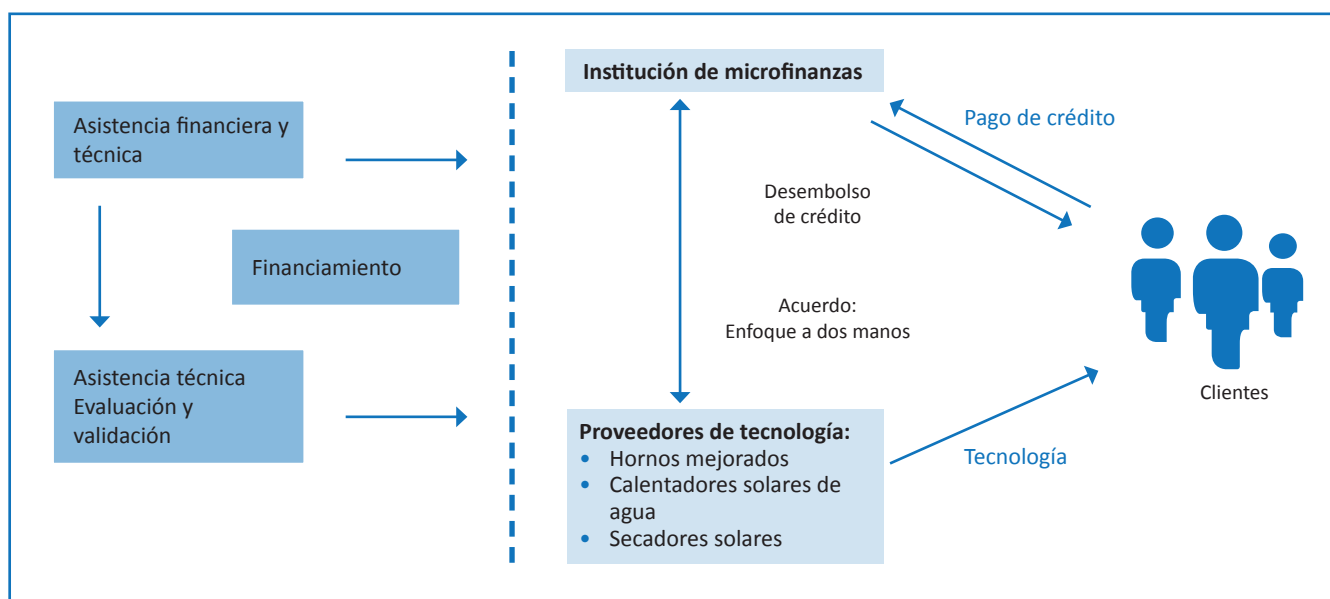 Asistencia financiera y
técnica
Financiamiento
Asistencia técnica
Evaluación y
validación
Institución de microfinanzas
Pago de crédito
Desembolso
de crédito
Acuerdo:
Enfoque a dos manos
Proveedores de tecnología:
• Hornos mejorados
• Calentadores solares de
agua
• Secadores solares
Tecnología
Clientes